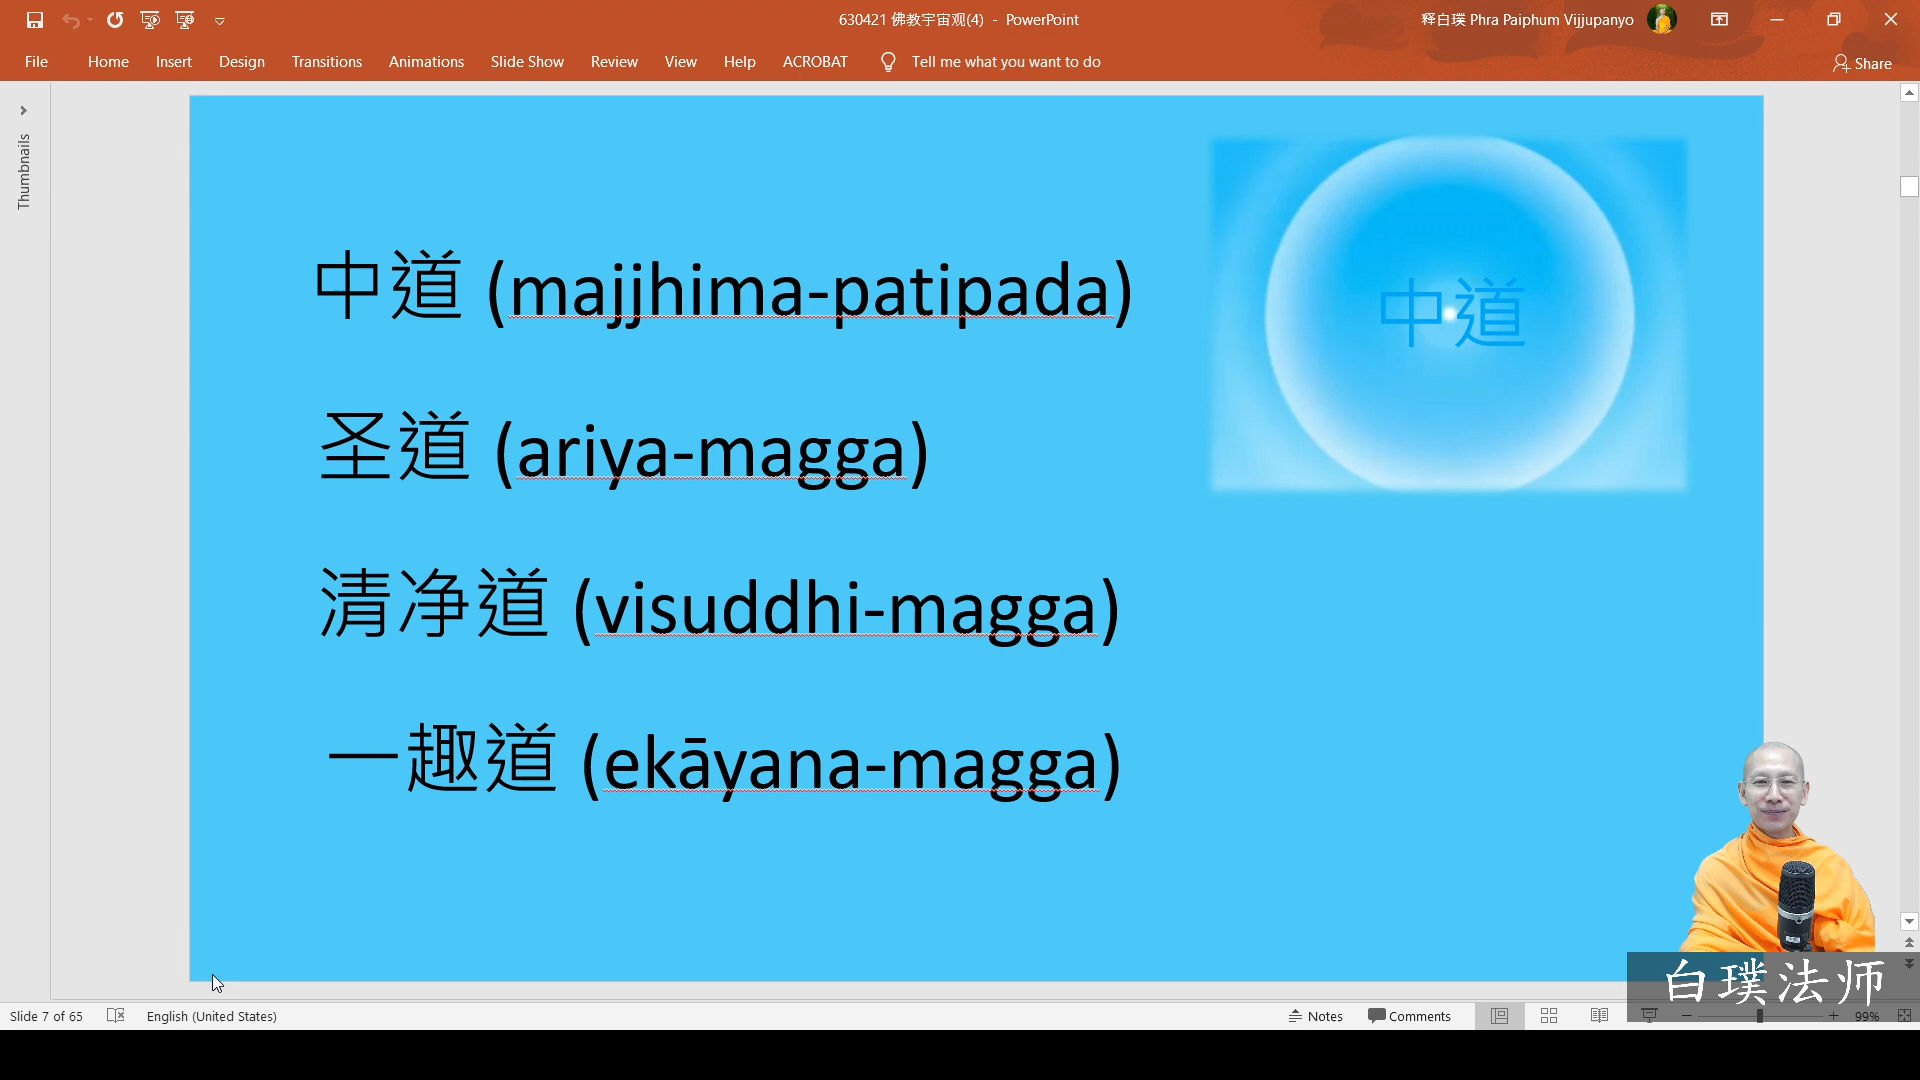 630421 佛教宇宙观(4) - PowerPoint
释白璞 Phra Paiphum Vijjupanyo
File Home Insert Design Transitions Animations Slide Show Review View Help ACROBAT Tell me what you want to do
Share
Thumbnails
中道 (majjhima-patipada)
中道
圣道 (ariya-magga)
清净道 (visuddhi-magga)
一趣道 (ekāyana-magga)
白璞法师
Slide 7 of 65 English (United States) Notes Comments 99%